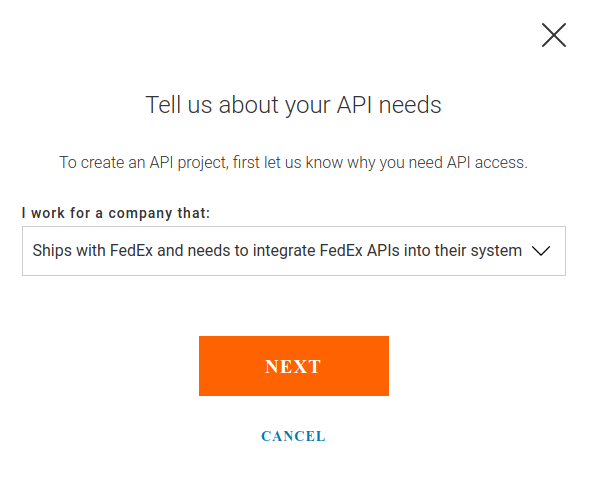 Tell us about your API needs
To create an API project, first let us know why you need API access.
I work for a company that:
Ships with FedEx and needs to integrate FedEx APIs into their system
NEXT
CANCEL